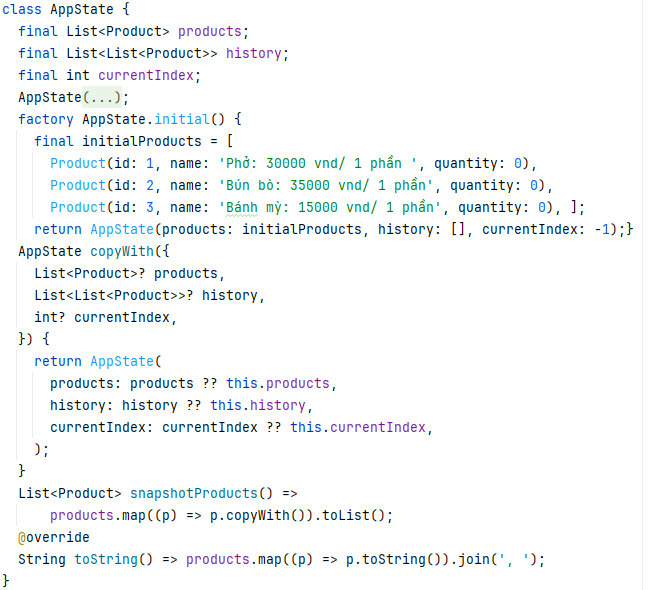 class AppState {
final List<Product> products;
final List<List<Product>> history;
final int currentIndex;
AppState(...);
factory AppState.initial() {
final initialProducts = [
Product(id: 1, name: 'Phở: 30000 vnd/ 1 phần ', quantity: 0),
Product(id: 2, name: 'Bún bò: 35000 vnd/ 1 phần', quantity: 0),
Product(id: 3, name: 'Bánh mỳ: 15000 vnd/ 1 phần', quantity: 0), ];
return AppState(products: initialProducts, history: [], currentIndex: -1);}
AppState copyWith({
List<Product>? products,
List<List<Product>>? history,
int? currentIndex,
}) {
return AppState(
products: products ?? this.products,
history: history ?? this.history,
currentIndex: currentIndex ?? this.currentIndex,
);
}
List<Product> snapshotProducts() =>
products.map((p) => p.copyWith()).toList();
@override
String toString() => products.map((p) => p.toString()).join(', ');
}